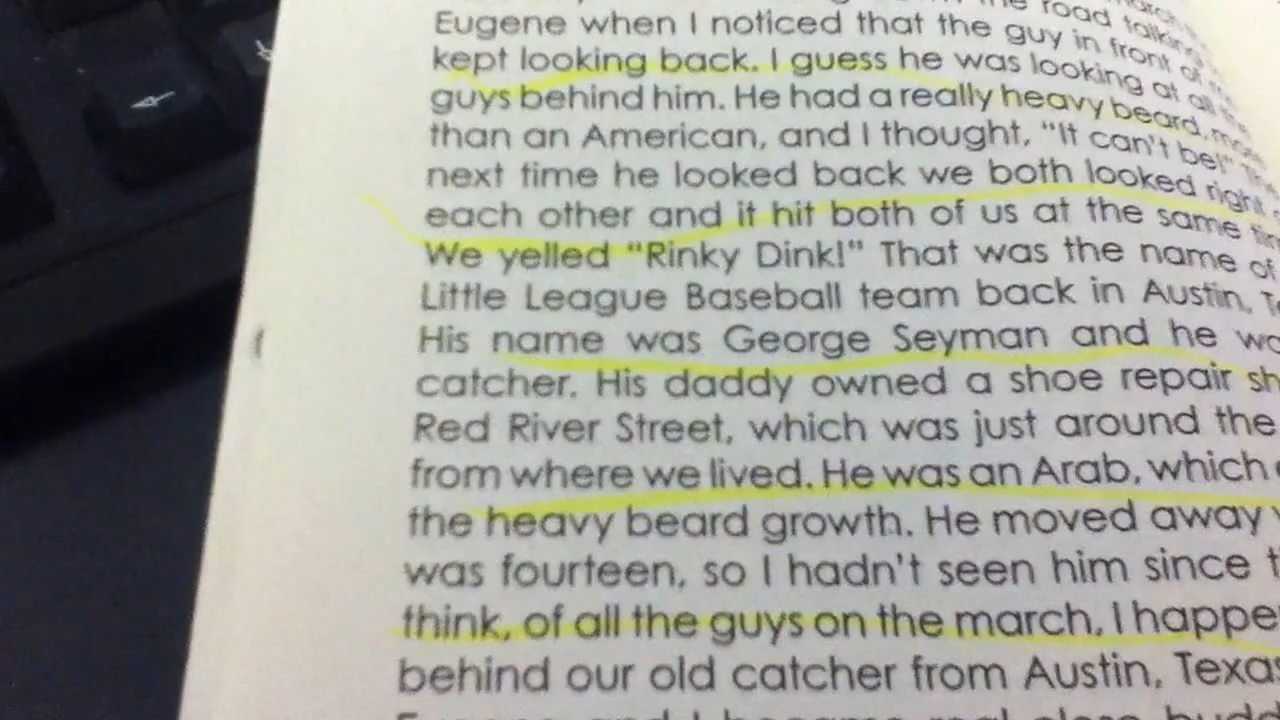 the road talking
Eugene when I noticed that the guy in front of
kept looking back. I guess he was looking at all the
guys behind him. He had a really heavy beard, more
than an American, and I thought, "It can't be!"
next time he looked back we both looked right
each other and it hit both of us at the same
We yelled "Rinky Dink!" That was the name of
Little League Baseball team back in Austin,
His name was George Seyman and he
catcher. His daddy owned a shoe repair
Red River Street, which was just around the
from where we lived. He was an Arab, which
the heavy beard growth. He moved away
was fourteen, so I hadn't seen him since
think, of all the guys on the march, I
behind our old catcher from Austin,